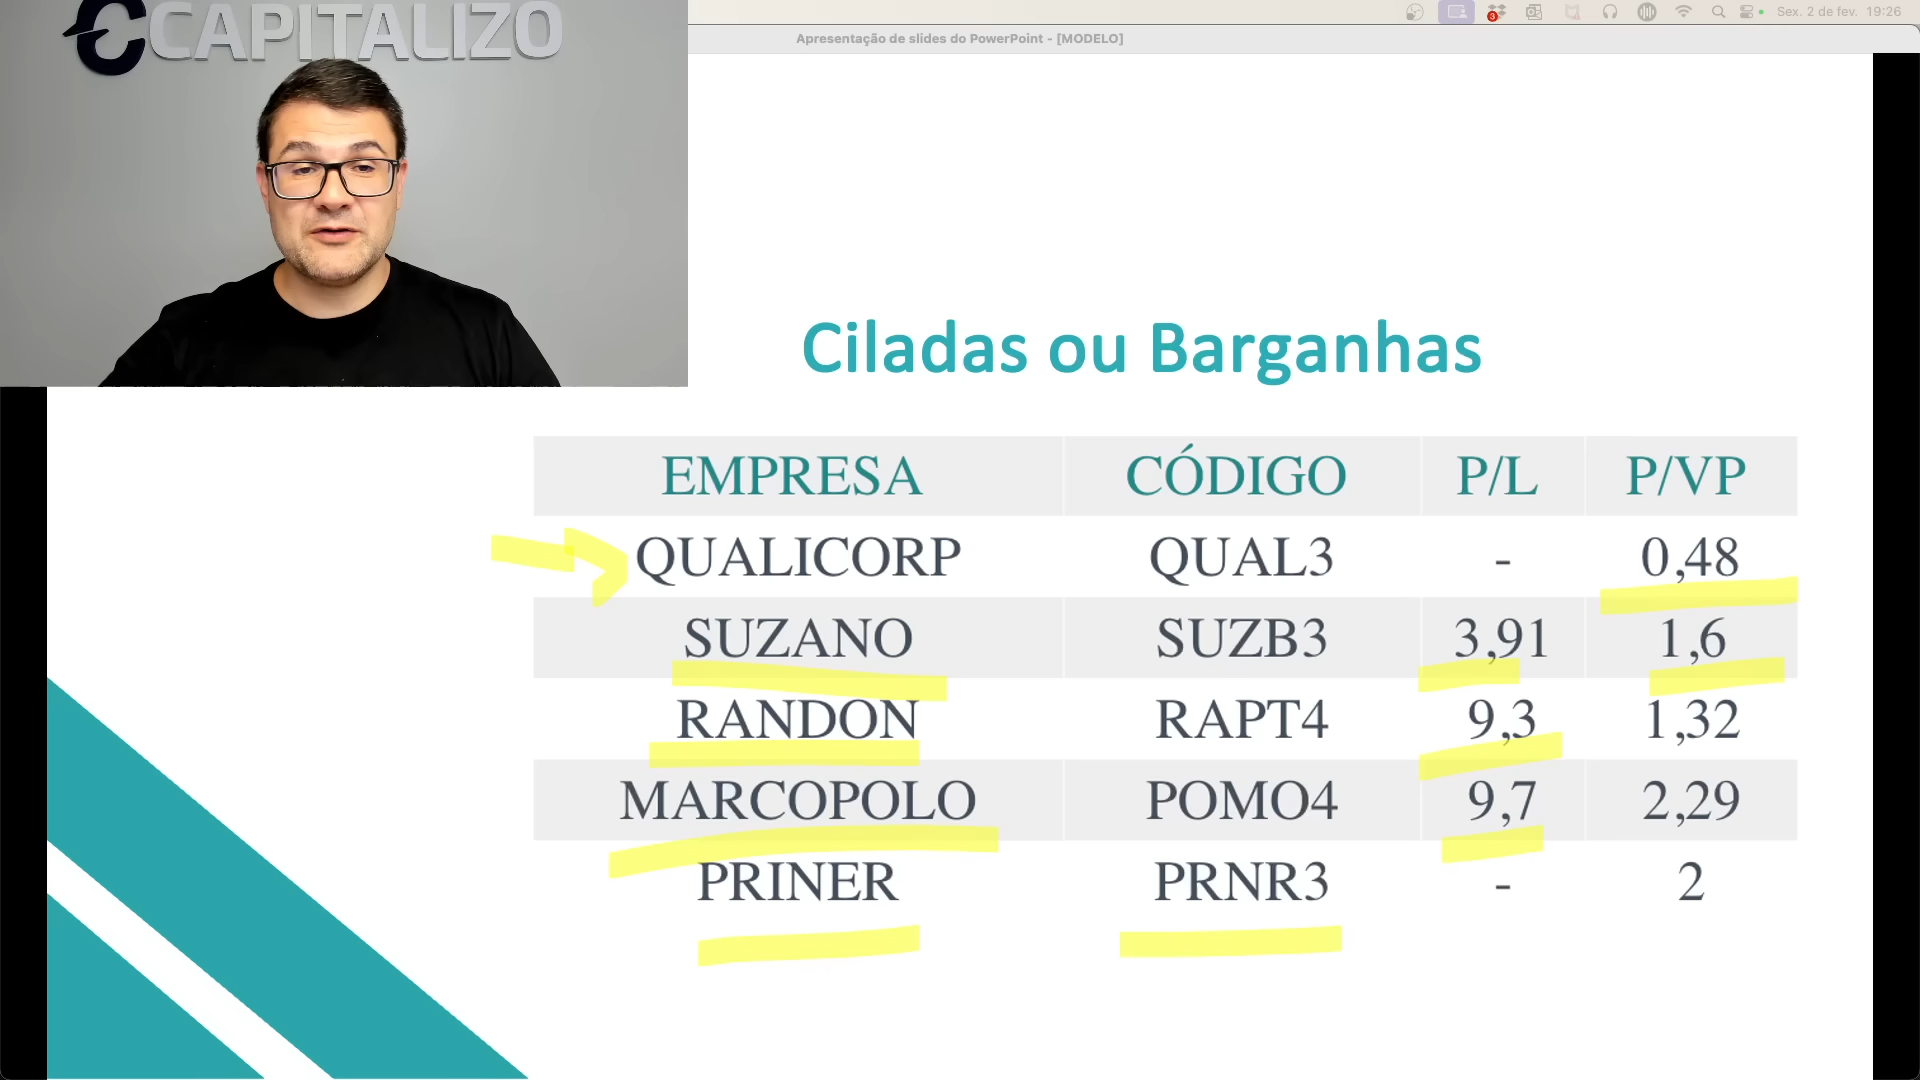 CAPITALIZO
3
Sex. 2 de fev. 19:26
Apresentação de slides do PowerPoint - [MODELO]
Ciladas ou Barganhas
EMPRESA CÓDIGO P/L P/VP
QUALICORP QUAL3 - 0,48
SUZANO SUZB3 3,91 1,6
RANDON RAPT4 9,3 1,32
MARCOPOLO POMO4 9,7 2,29
PRINER PRNR3 - 2